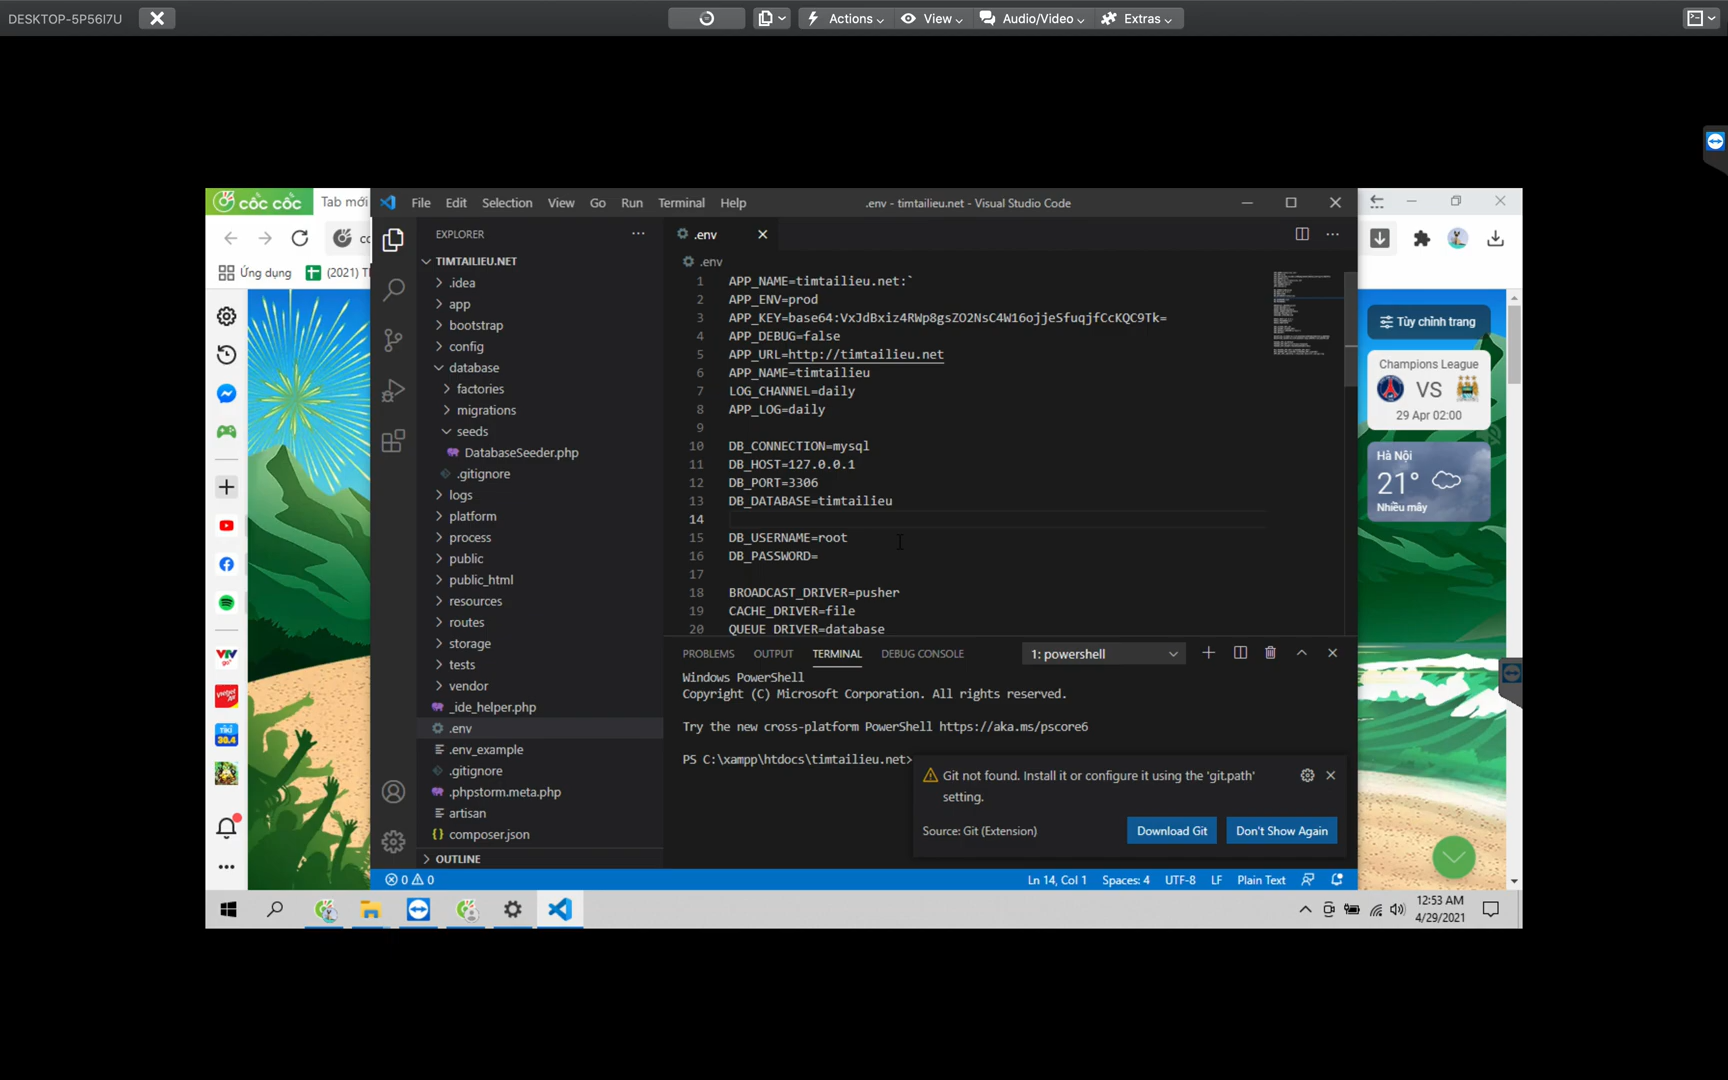 DESKTOP-5P56I7U
Actions
View
Audio/Video
Extras
cốc cốc
Tab mới
File Edit Selection View Go Run Terminal Help
.env - timtailieu.net - Visual Studio Code
EXPLORER
.env
Ứng dụng
(2021)
TIMTAILIEU.NET
.idea
app
bootstrap
config
database
factories
migrations
seeds
DatabaseSeeder.php
.gitignore
logs
platform
process
public
public_html
resources
routes
storage
tests
vendor
_ide_helper.php
.env
.env_example
.gitignore
.phpstorm.meta.php
artisan
composer.json
OUTLINE
.env
1 APP_NAME=timtailieu.net:`
2 APP_ENV=prod
3 APP_KEY=base64:VxJdBxiz4RWp8gsZO2NsC4W16ojjeSfuqjfCcKQC9Tk=
4 APP_DEBUG=false
5 APP_URL=http://timtailieu.net
6 APP_NAME=timtailieu
7 LOG_CHANNEL=daily
8 APP_LOG=daily
9
10 DB_CONNECTION=mysql
11 DB_HOST=127.0.0.1
12 DB_PORT=3306
13 DB_DATABASE=timtailieu
14
15 DB_USERNAME=root
16 DB_PASSWORD=
17
18 BROADCAST_DRIVER=pusher
19 CACHE_DRIVER=file
20 QUEUE_DRIVER=database
PROBLEMS OUTPUT TERMINAL DEBUG CONSOLE
1: powershell
Windows PowerShell
Copyright (C) Microsoft Corporation. All rights reserved.
Try the new cross-platform PowerShell https://aka.ms/pscore6
PS C:\xampp\htdocs\timtailieu.net>
Git not found. Install it or configure it using the 'git.path'
setting.
Source: Git (Extension)
Download Git
Don't Show Again
0 0
Ln 14, Col 1 Spaces: 4 UTF-8 LF Plain Text
Tùy chỉnh trang
Champions League
VS
29 Apr 02:00
Hà Nội
21°
Nhiều mây
12:53 AM
4/29/2021